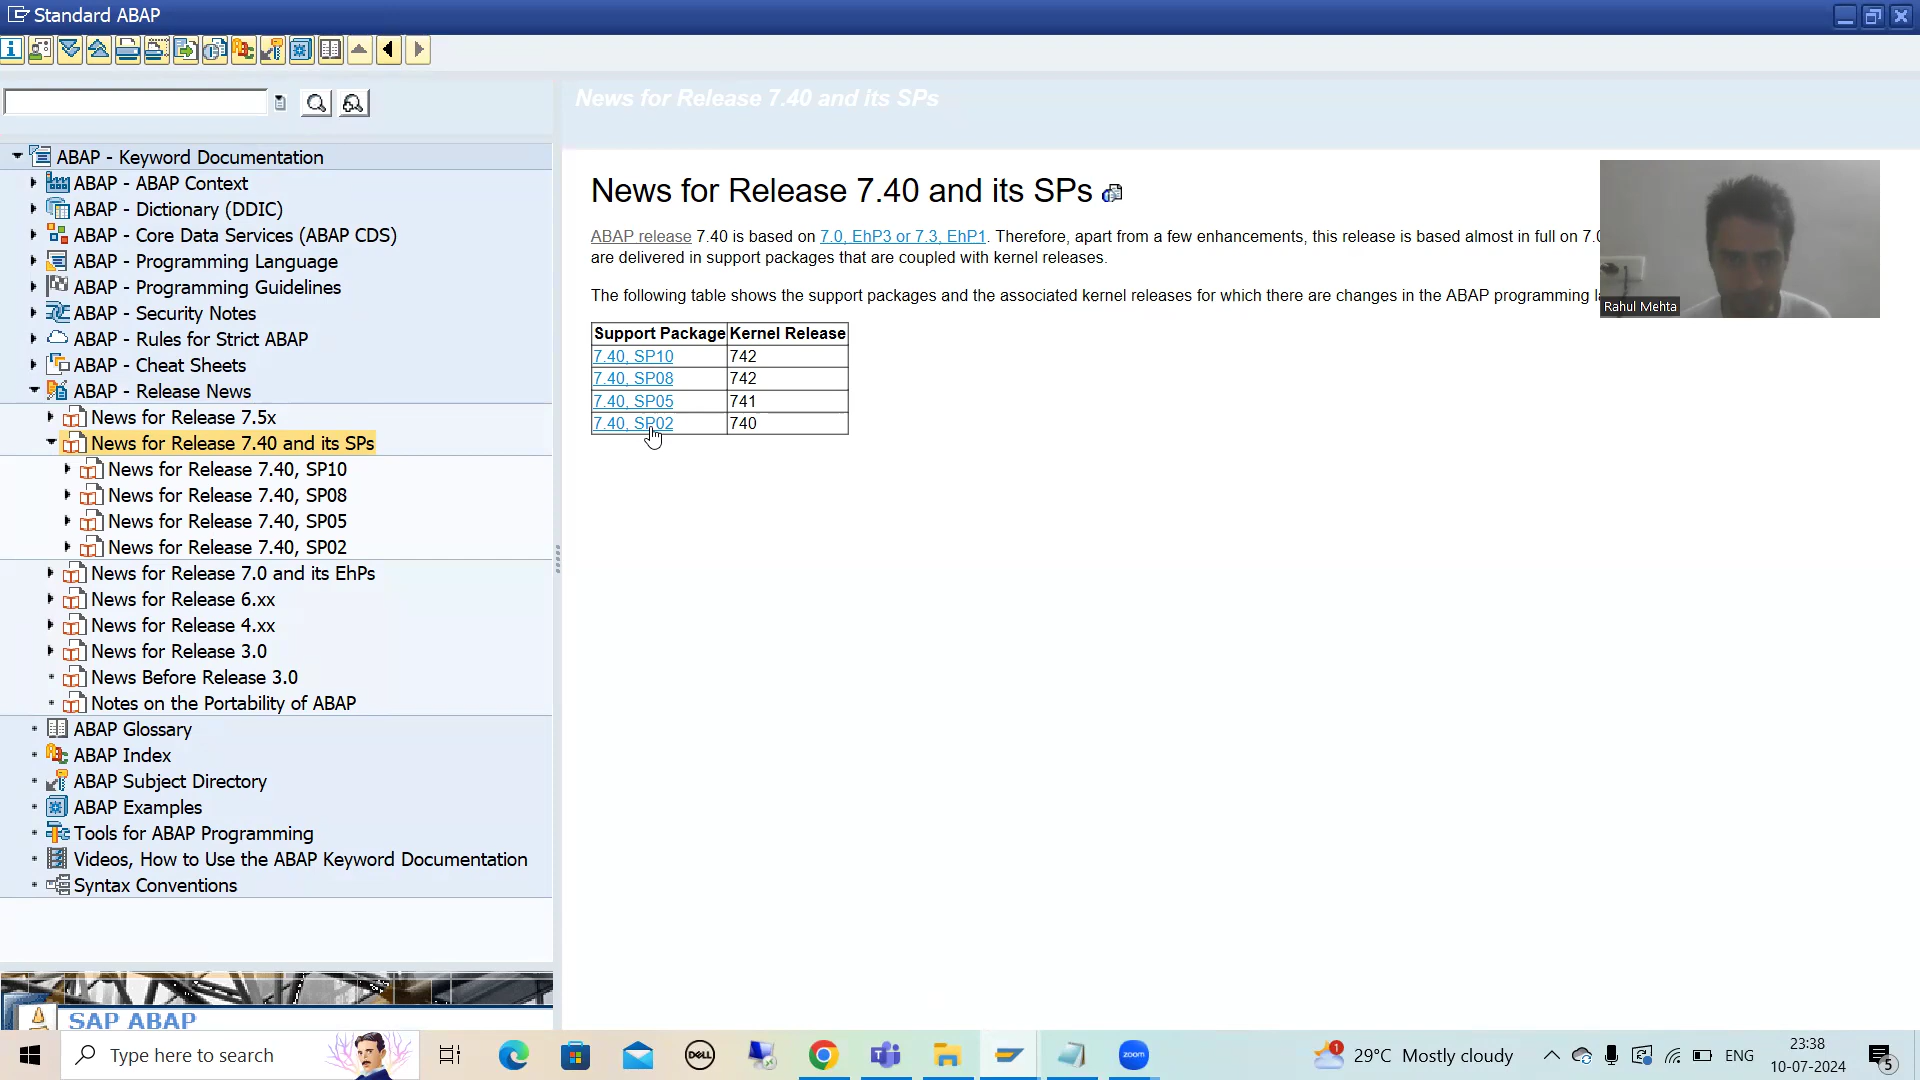 Standard ABAP
News for Release 7.40 and its SPs
ABAP - Keyword Documentation
ABAP - ABAP Context
ABAP - Dictionary (DDIC)
ABAP - Core Data Services (ABAP CDS)
ABAP - Programming Language
ABAP - Programming Guidelines
ABAP - Security Notes
ABAP - Rules for Strict ABAP
ABAP - Cheat Sheets
ABAP - Release News
News for Release 7.5x
News for Release 7.40 and its SPs
News for Release 7.40, SP10
News for Release 7.40, SP08
News for Release 7.40, SP05
News for Release 7.40, SP02
News for Release 7.0 and its EhPs
News for Release 6.xx
News for Release 4.xx
News for Release 3.0
News Before Release 3.0
Notes on the Portability of ABAP
ABAP Glossary
ABAP Index
ABAP Subject Directory
ABAP Examples
Tools for ABAP Programming
Videos, How to Use the ABAP Keyword Documentation
Syntax Conventions
SAP ABAP
News for Release 7.40 and its SPs
ABAP release 7.40 is based on 7.0, EhP3 or 7.3, EhP1. Therefore, apart from a few enhancements, this release is based almost in full on 7.0
are delivered in support packages that are coupled with kernel releases.
The following table shows the support packages and the associated kernel releases for which there are changes in the ABAP programming
Support Package Kernel Release
7.40, SP10 742
7.40, SP08 742
7.40, SP05 741
7.40, SP02 740
Rahul Mehta
Type here to search
DELL
zoom
1
29°C Mostly cloudy
ENG
23:38
10-07-2024
5